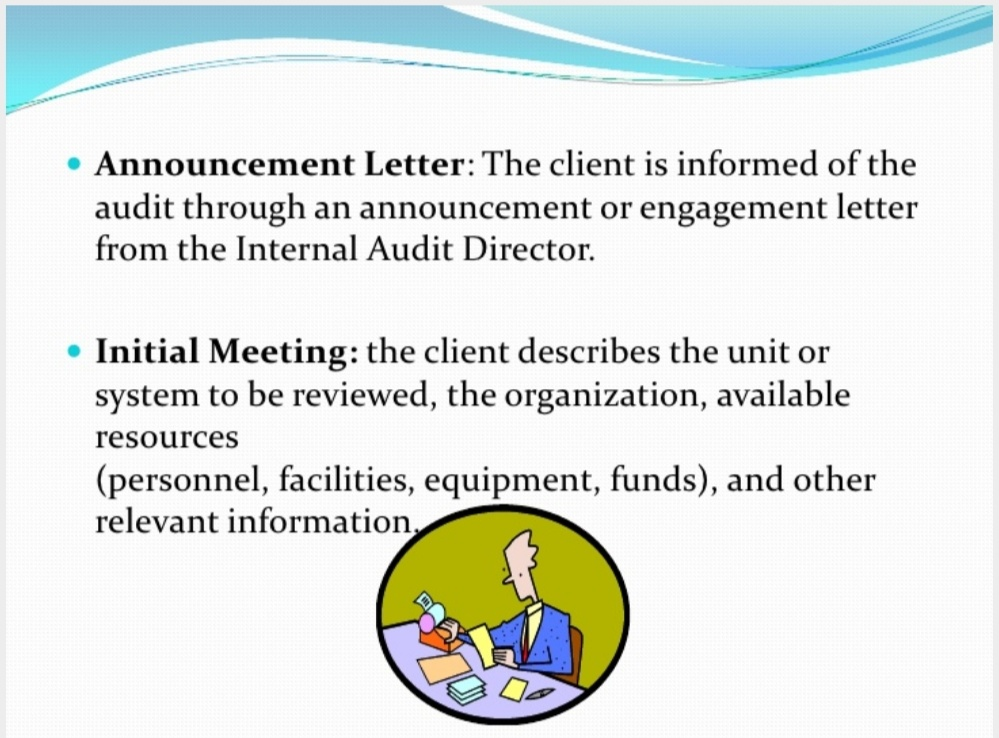 Announcement Letter: The client is informed of the
audit through an announcement or engagement letter
from the Internal Audit Director.
Initial Meeting: the client describes the unit or
system to be reviewed, the organization, available
resources
(personnel, facilities, equipment, funds), and other
relevant information.